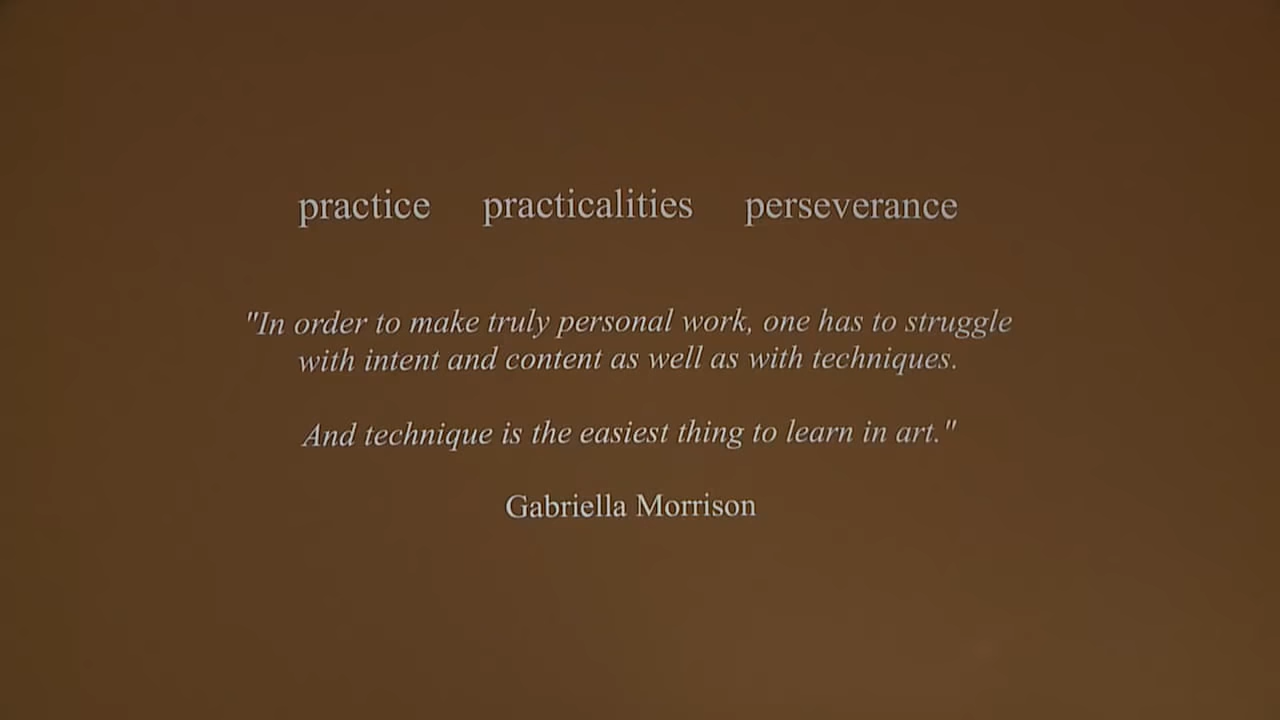 practice practicalities perseverance
"In order to make truly personal work, one has to struggle
with intent and content as well as with techniques.
And technique is the easiest thing to learn in art."
Gabriella Morrison